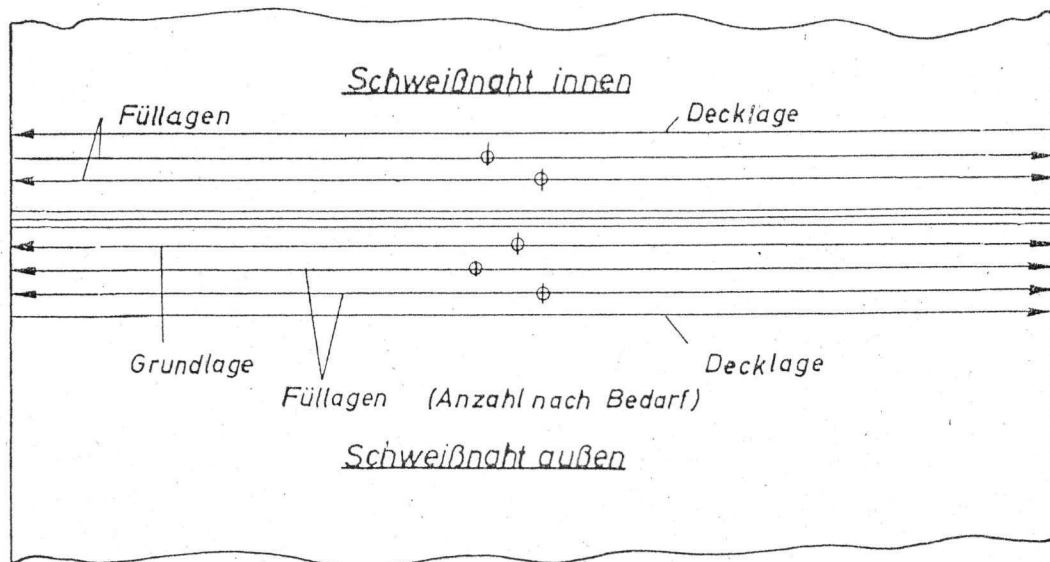 Schweißnaht innen
Füllagen
Decklage
Grundlage
Decklage
Füllagen (Anzahl nach Bedarf)
Schweißnaht außen